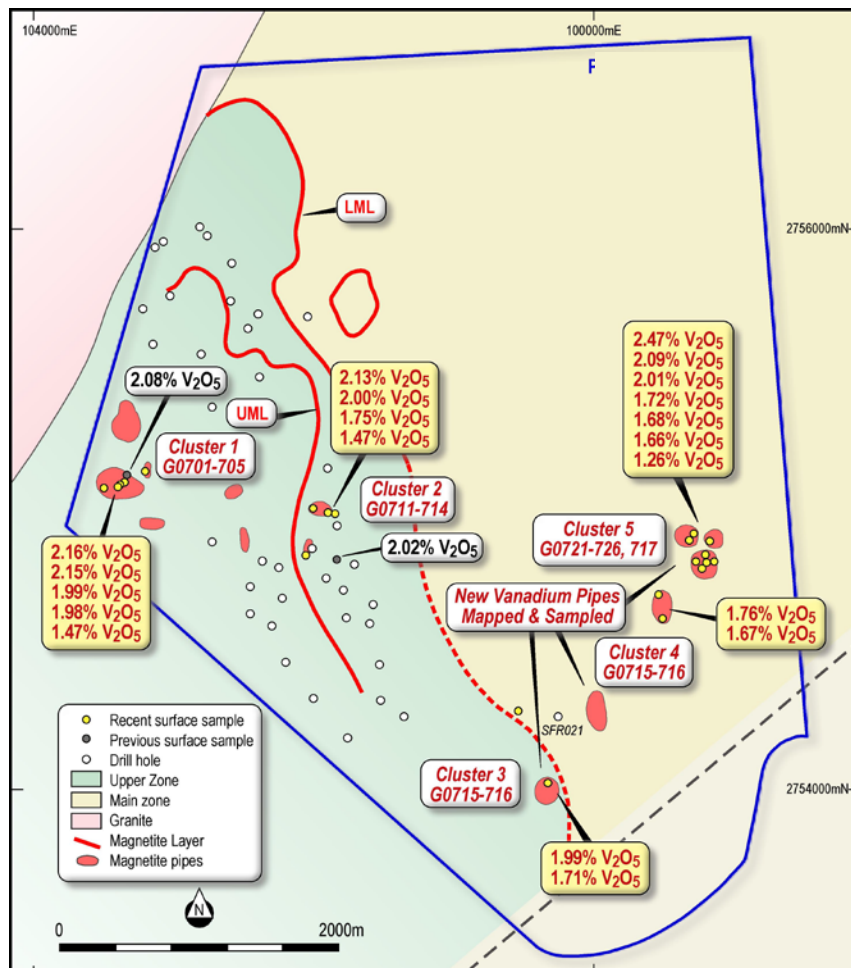 104000mE
100000mE
F
LML
2756000mN
2.47% V₂O₅
2.09% V₂O₅
2.01% V₂O₅
1.72% V₂O₅
1.68% V₂O₅
1.66% V₂O₅
1.26% V₂O₅
2.08% V₂O₅
2.13% V₂O₅
2.00% V₂O₅
1.75% V₂O₅
1.47% V₂O₅
UML
Cluster 1
G0701-705
Cluster 2
G0711-714
Cluster 5
G0721-726, 717
2.02% V₂O₅
2.16% V₂O₅
2.15% V₂O₅
1.99% V₂O₅
1.98% V₂O₅
1.47% V₂O₅
New Vanadium Pipes
Mapped & Sampled
1.76% V₂O₅
1.67% V₂O₅
Cluster 4
G0715-716
SFR021
Cluster 3
G0715-716
2754000mN
1.99% V₂O₅
1.71% V₂O₅
Recent surface sample
Previous surface sample
Drill hole
Upper Zone
Main zone
Granite
Magnetite Layer
Magnetite pipes
N
0
2000m